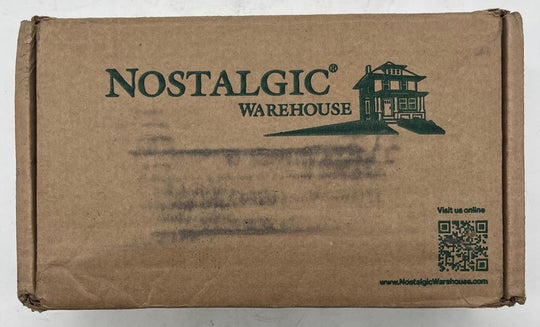 NOSTALGIC®
WAREHOUSE
Visit us online
www.NostalgicWarehouse.com